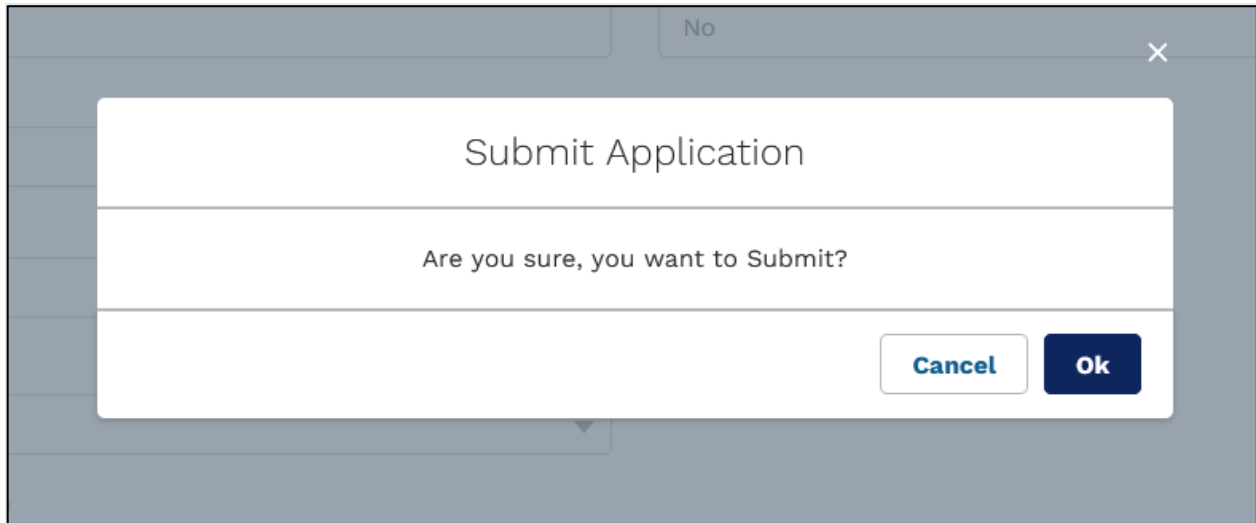 No
Submit Application
Are you sure, you want to Submit?
Cancel
Ok